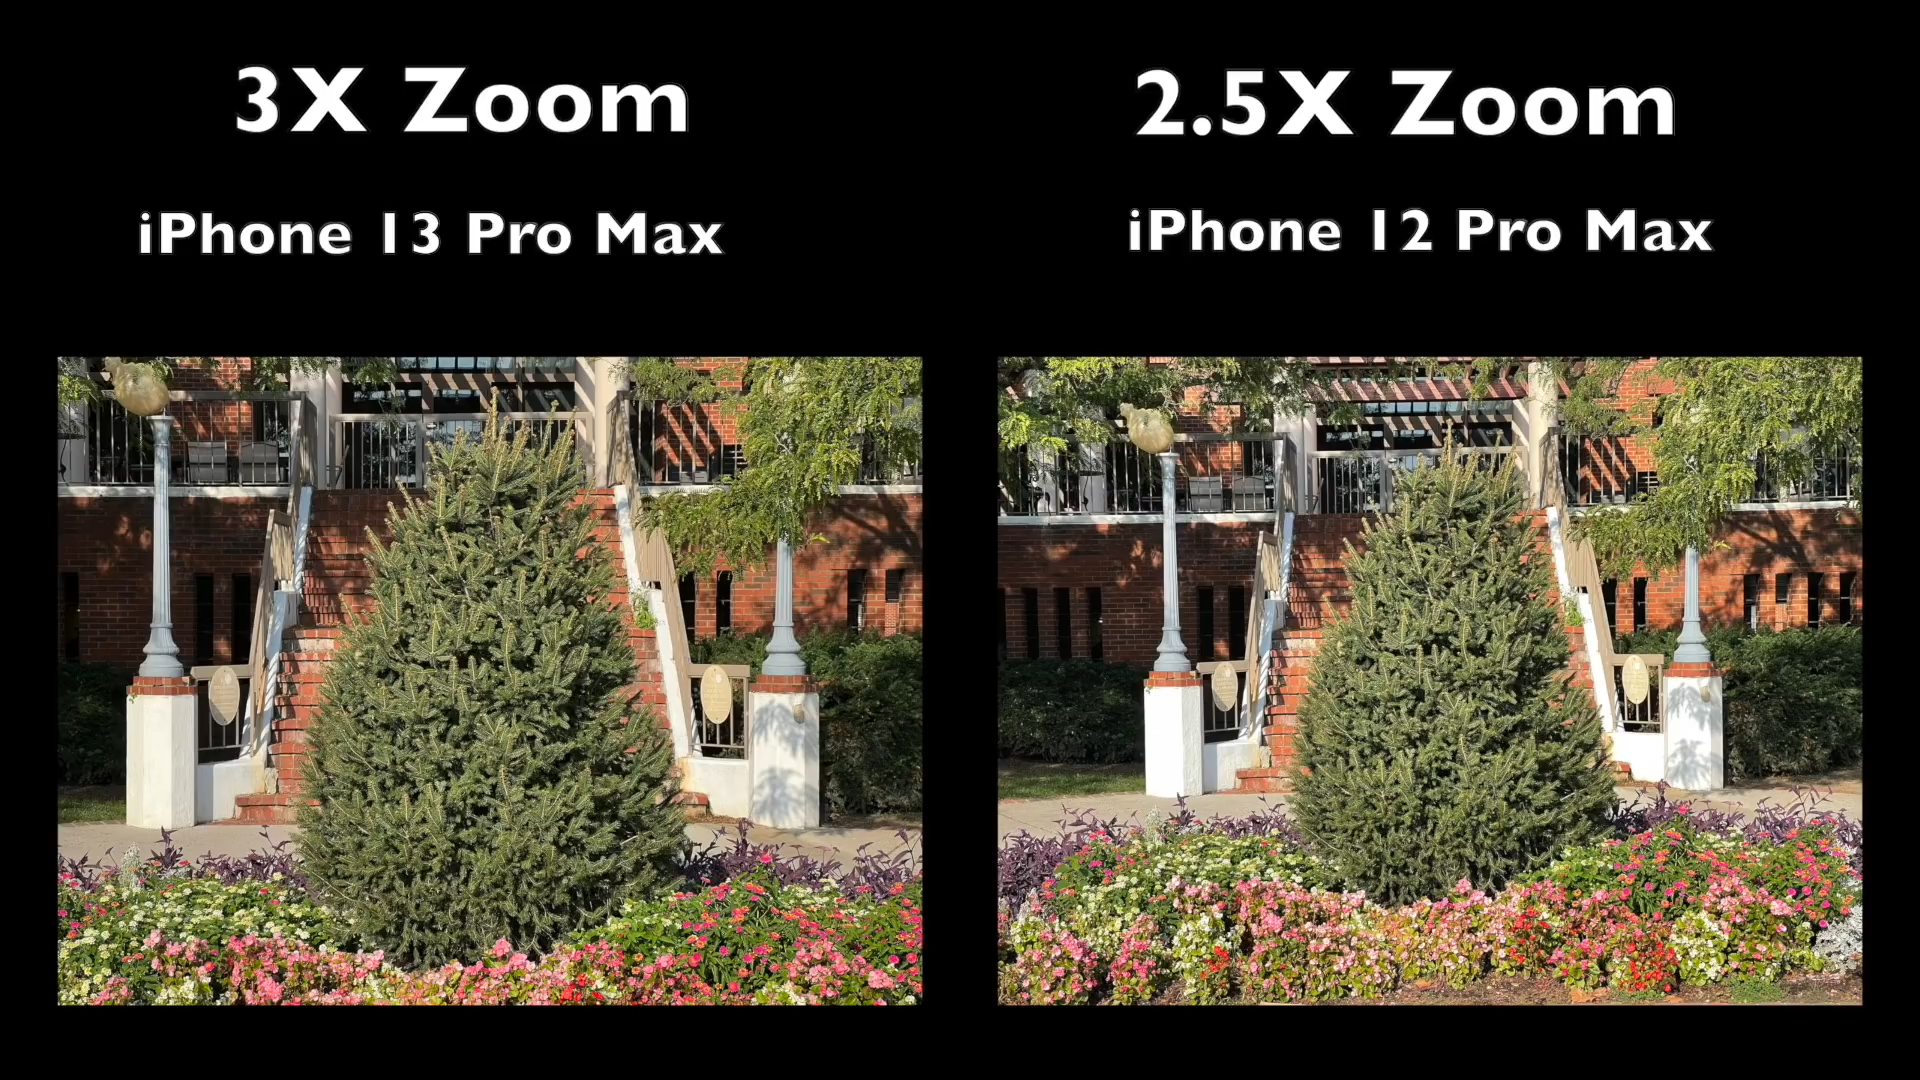 3X Zoom
2.5X Zoom
iPhone 13 Pro Max
iPhone 12 Pro Max